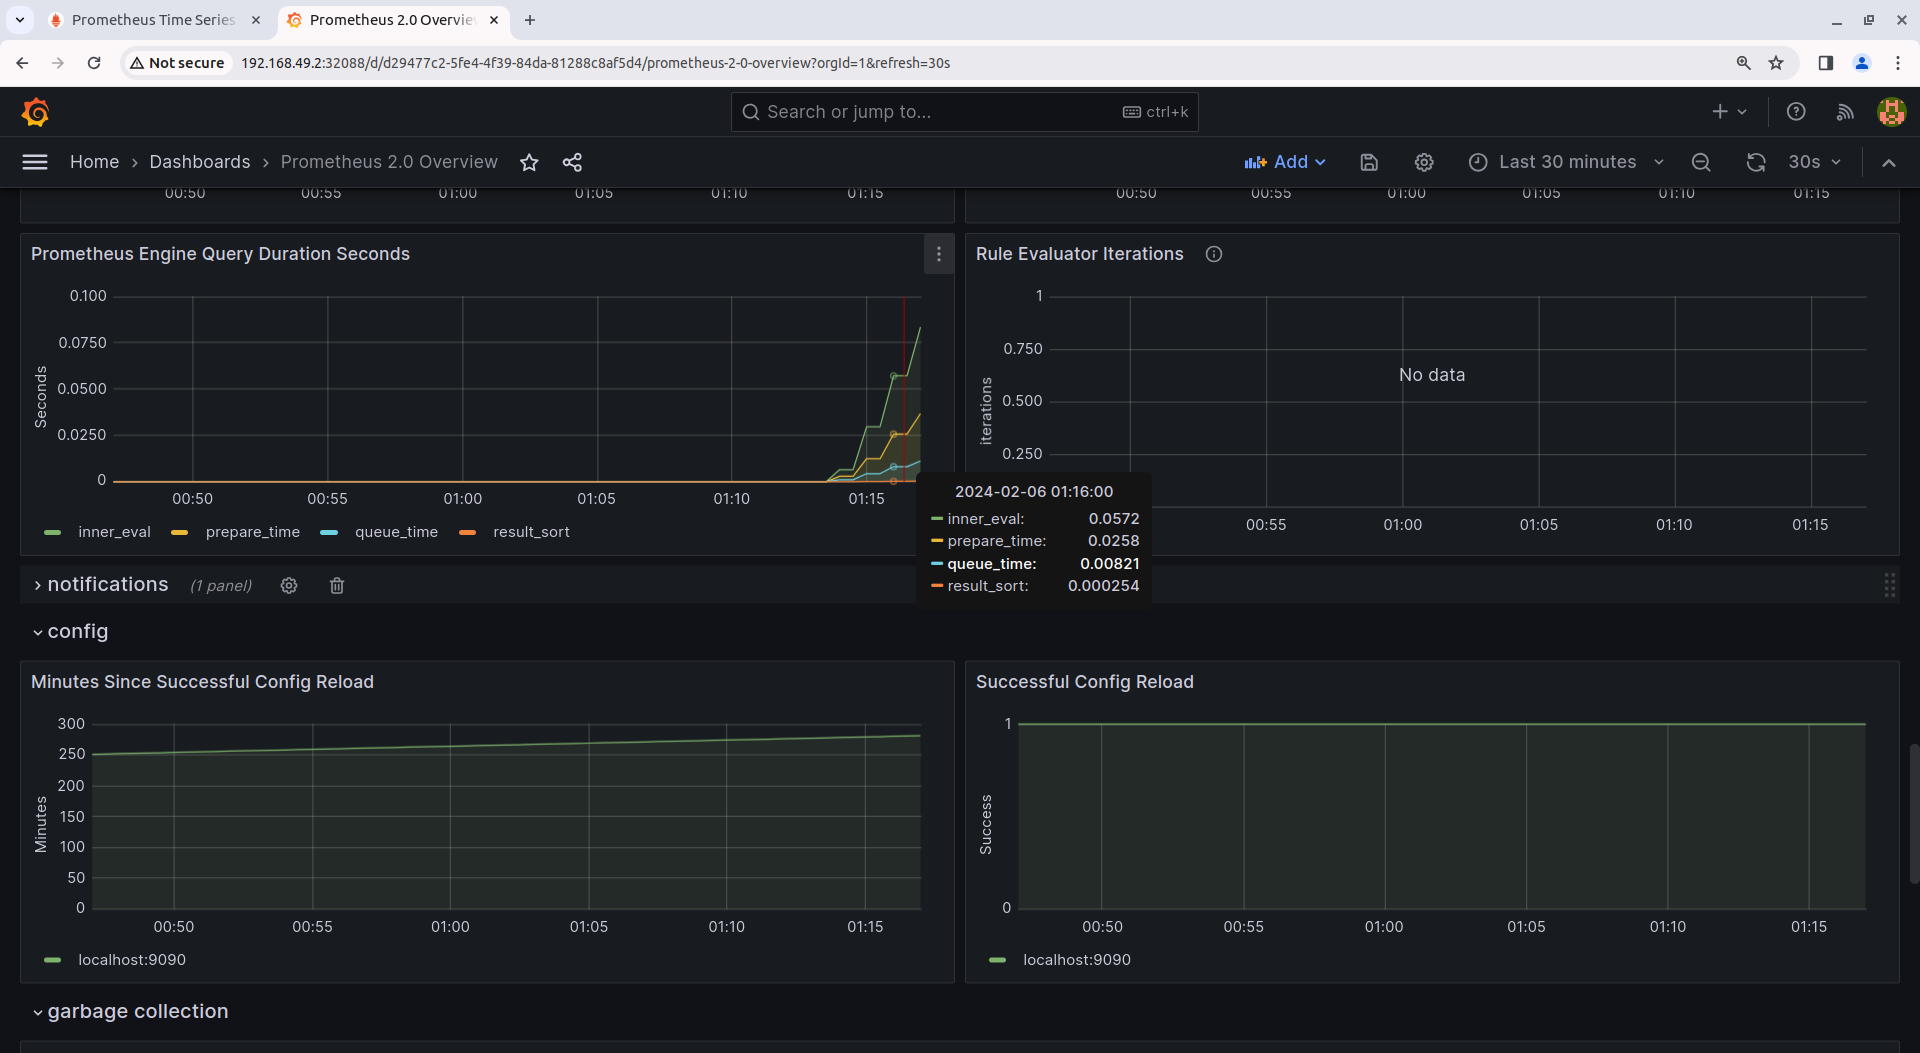 Prometheus Time Series
Prometheus 2.0 Overvie
Not secure
192.168.49.2:32088/d/d29477c2-5fe4-4f39-84da-81288c8af5d4/prometheus-2-0-overview?orgId=1&refresh=30s
Search or jump to...
ctrl+k
Home
Dashboards
Prometheus 2.0 Overview
Add
Last 30 minutes
30s
00:50 00:55 01:00 01:05 01:10 01:15
00:50 00:55 01:00 01:05 01:10 01:15
Prometheus Engine Query Duration Seconds
Seconds
0.100
0.0750
0.0500
0.0250
0
00:50 00:55 01:00 01:05 01:10 01:15
inner_eval prepare_time queue_time result_sort
Rule Evaluator Iterations
iterations
1
0.750
0.500
0.250
No data
00:55 01:00 01:05 01:10 01:15
2024-02-06 01:16:00
inner_eval: 0.0572
prepare_time: 0.0258
queue_time: 0.00821
result_sort: 0.000254
notifications (1 panel)
config
Minutes Since Successful Config Reload
Minutes
300
250
200
150
100
50
0
00:50 00:55 01:00 01:05 01:10 01:15
localhost:9090
Successful Config Reload
Success
1
0
00:50 00:55 01:00 01:05 01:10 01:15
localhost:9090
garbage collection